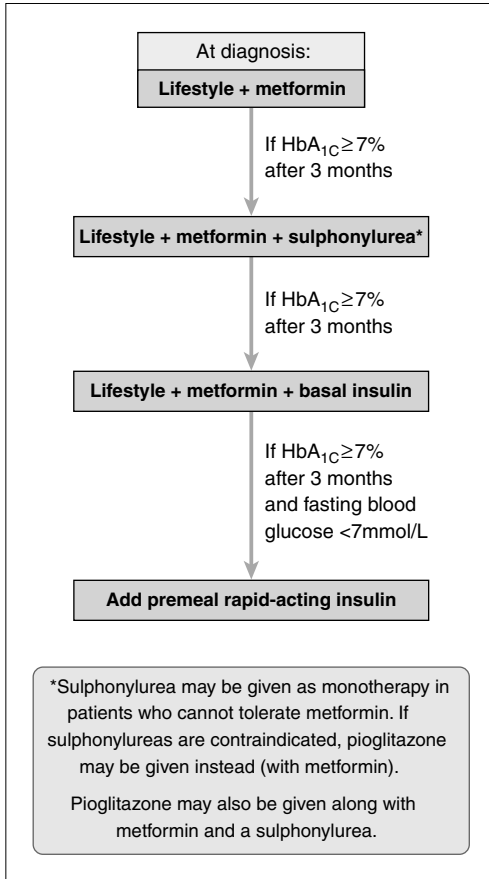 At diagnosis:
Lifestyle + metformin
If HbA1C≥7%
after 3 months
Lifestyle + metformin + sulphonylurea*
If HbA1C≥7%
after 3 months
Lifestyle + metformin + basal insulin
If HbA1C≥7%
after 3 months
and fasting blood
glucose <7mmol/L
Add premeal rapid-acting insulin
*Sulphonylurea may be given as monotherapy in
patients who cannot tolerate metformin. If
sulphonylureas are contraindicated, pioglitazone
may be given instead (with metformin).
Pioglitazone may also be given along with
metformin and a sulphonylurea.